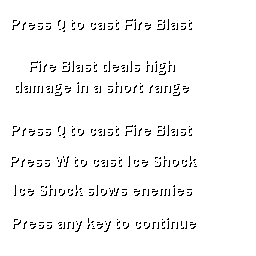 Press Q to cast Fire Blast
Fire Blast deals high
damage in a short range
Press Q to cast Fire Blast
Press W to cast Ice Shock
Ice Shock slows enemies
Press any key to continue